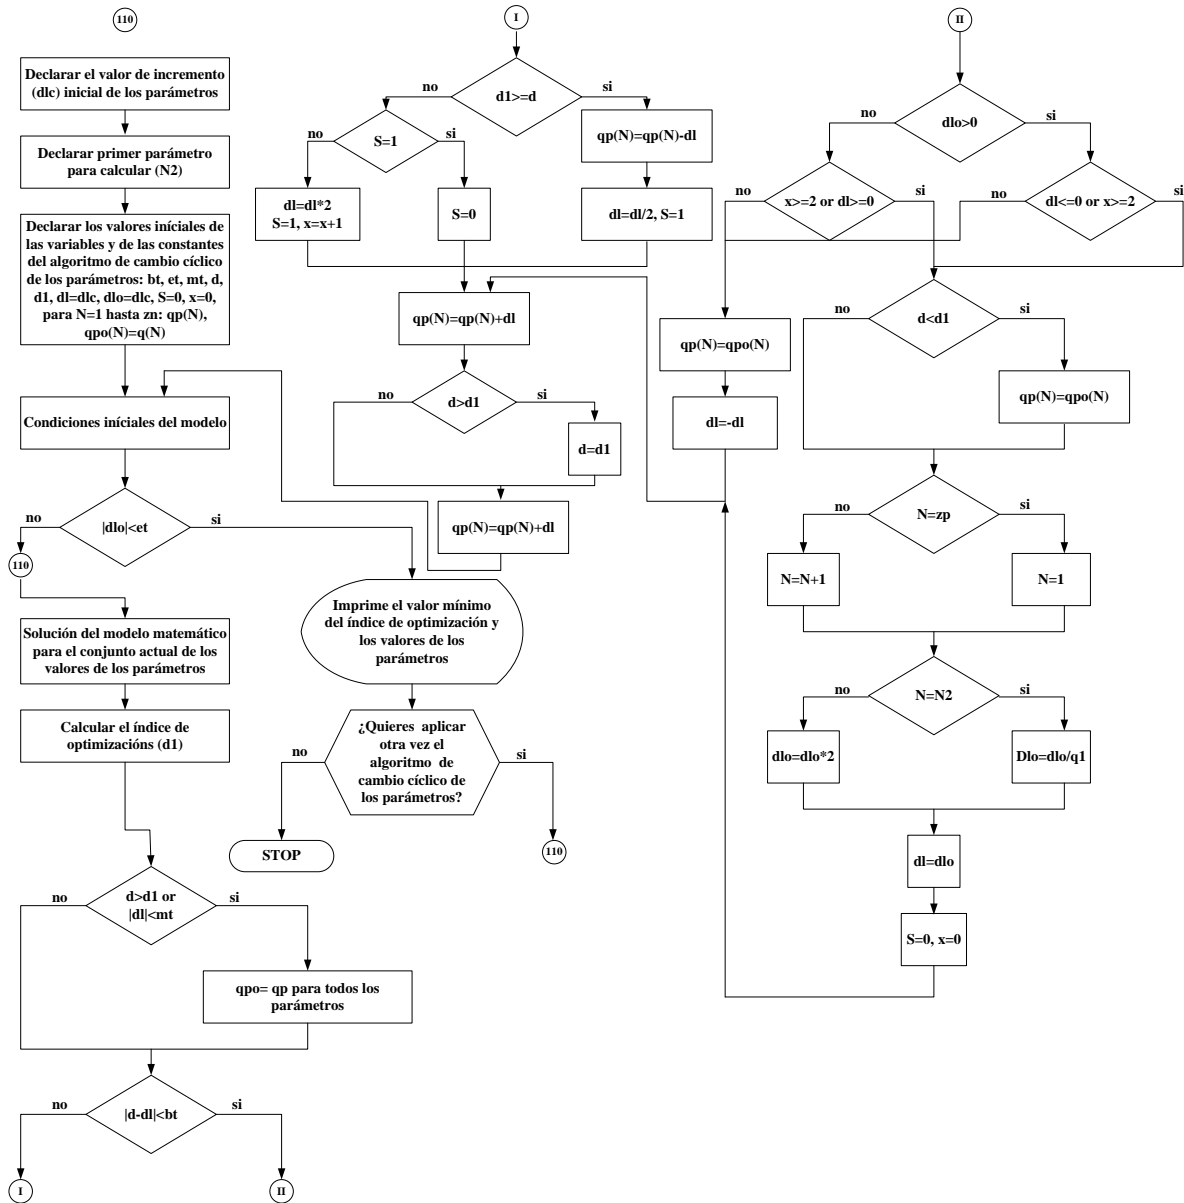 110
Declarar el valor de incremento
(dlc) inicial de los parámetros
Declarar primer parámetro
para calcular (N2)
Declarar los valores iníciales de
las variables y de las constantes
del algoritmo de cambio cíclico
de los parámetros: bt, et, mt, d,
d1, dl=dlc, dlo=dlc, S=0, x=0,
para N=1 hasta zn: qp(N),
qpo(N)=q(N)
Condiciones iníciales del modelo
|dlo|<et
no
si
110
Solución del modelo matemático
para el conjunto actual de los
valores de los parámetros
Calcular el índice de
optimizacións (d1)
d>d1 or
|dl|<mt
no
si
qpo= qp para todos los
parámetros
|d-dl|<bt
no
si
I
II
I
d1>=d
no
si
S=1
no
si
qp(N)=qp(N)-dl
dl=dl*2
S=1, x=x+1
S=0
dl=dl/2, S=1
qp(N)=qp(N)+dl
d>d1
no
si
d=d1
qp(N)=qp(N)+dl
Imprime el valor mínimo
del índice de optimización y
los valores de los
parámetros
¿Quieres aplicar
otra vez el
algoritmo de
cambio cíclico de
los parámetros?
no
si
STOP
110
II
dlo>0
no
si
x>=2 or dl>=0
no
si
dl<=0 or x>=2
no
si
qp(N)=qpo(N)
dl=-dl
d<d1
no
si
qp(N)=qpo(N)
N=zp
no
si
N=N+1
N=1
N=N2
no
si
dlo=dlo*2
Dlo=dlo/q1
dl=dlo
S=0, x=0